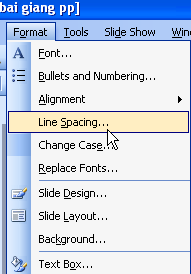 bai giang pp]
Format Tools Slide Show Window
Font...
Bullets and Numbering...
Alignment
Line Spacing...
Change Case...
Replace Fonts...
Slide Design...
Slide Layout...
Background...
Text Box...